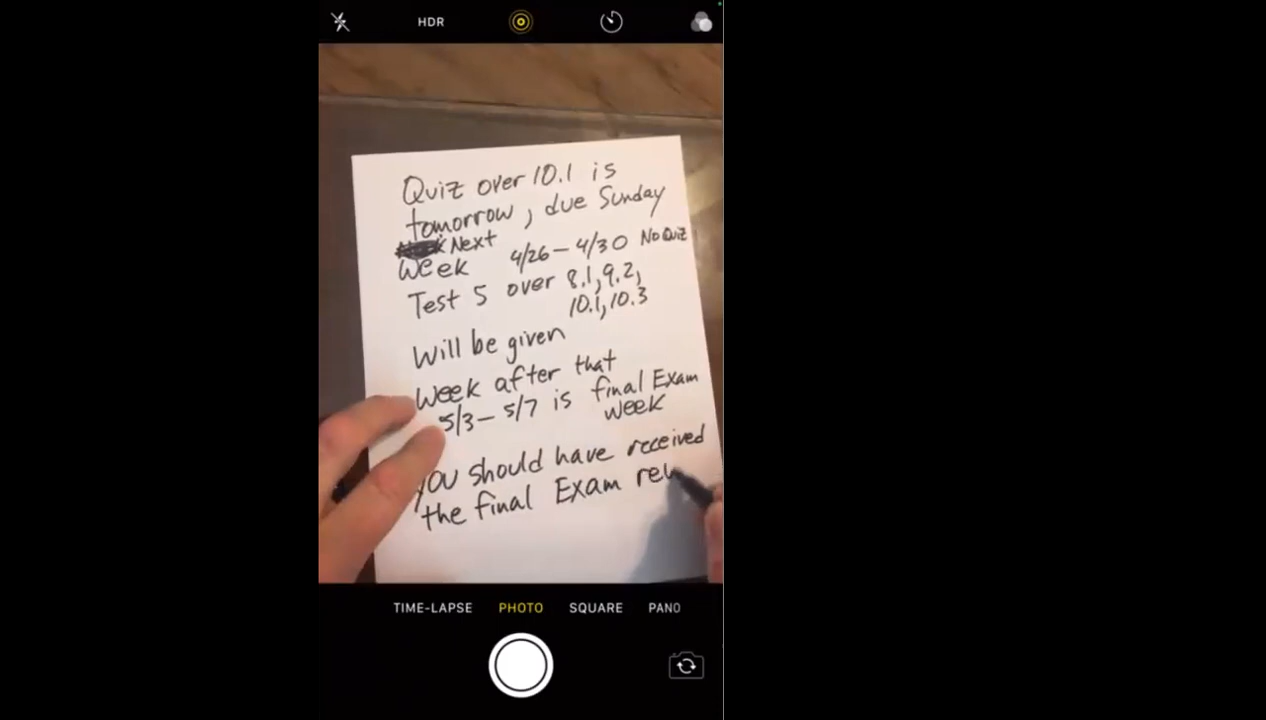 HDR
Quiz over 10.1 is
tomorrow, due Sunday
Next
Week 4/26 – 4/30 No Quiz
Test 5 over 8.1, 9.2,
10.1, 10.3
Will be given
Week after that
5/3 – 5/7 is final Exam
week
You should have received
the final Exam rev
TIME-LAPSE PHOTO SQUARE PANO